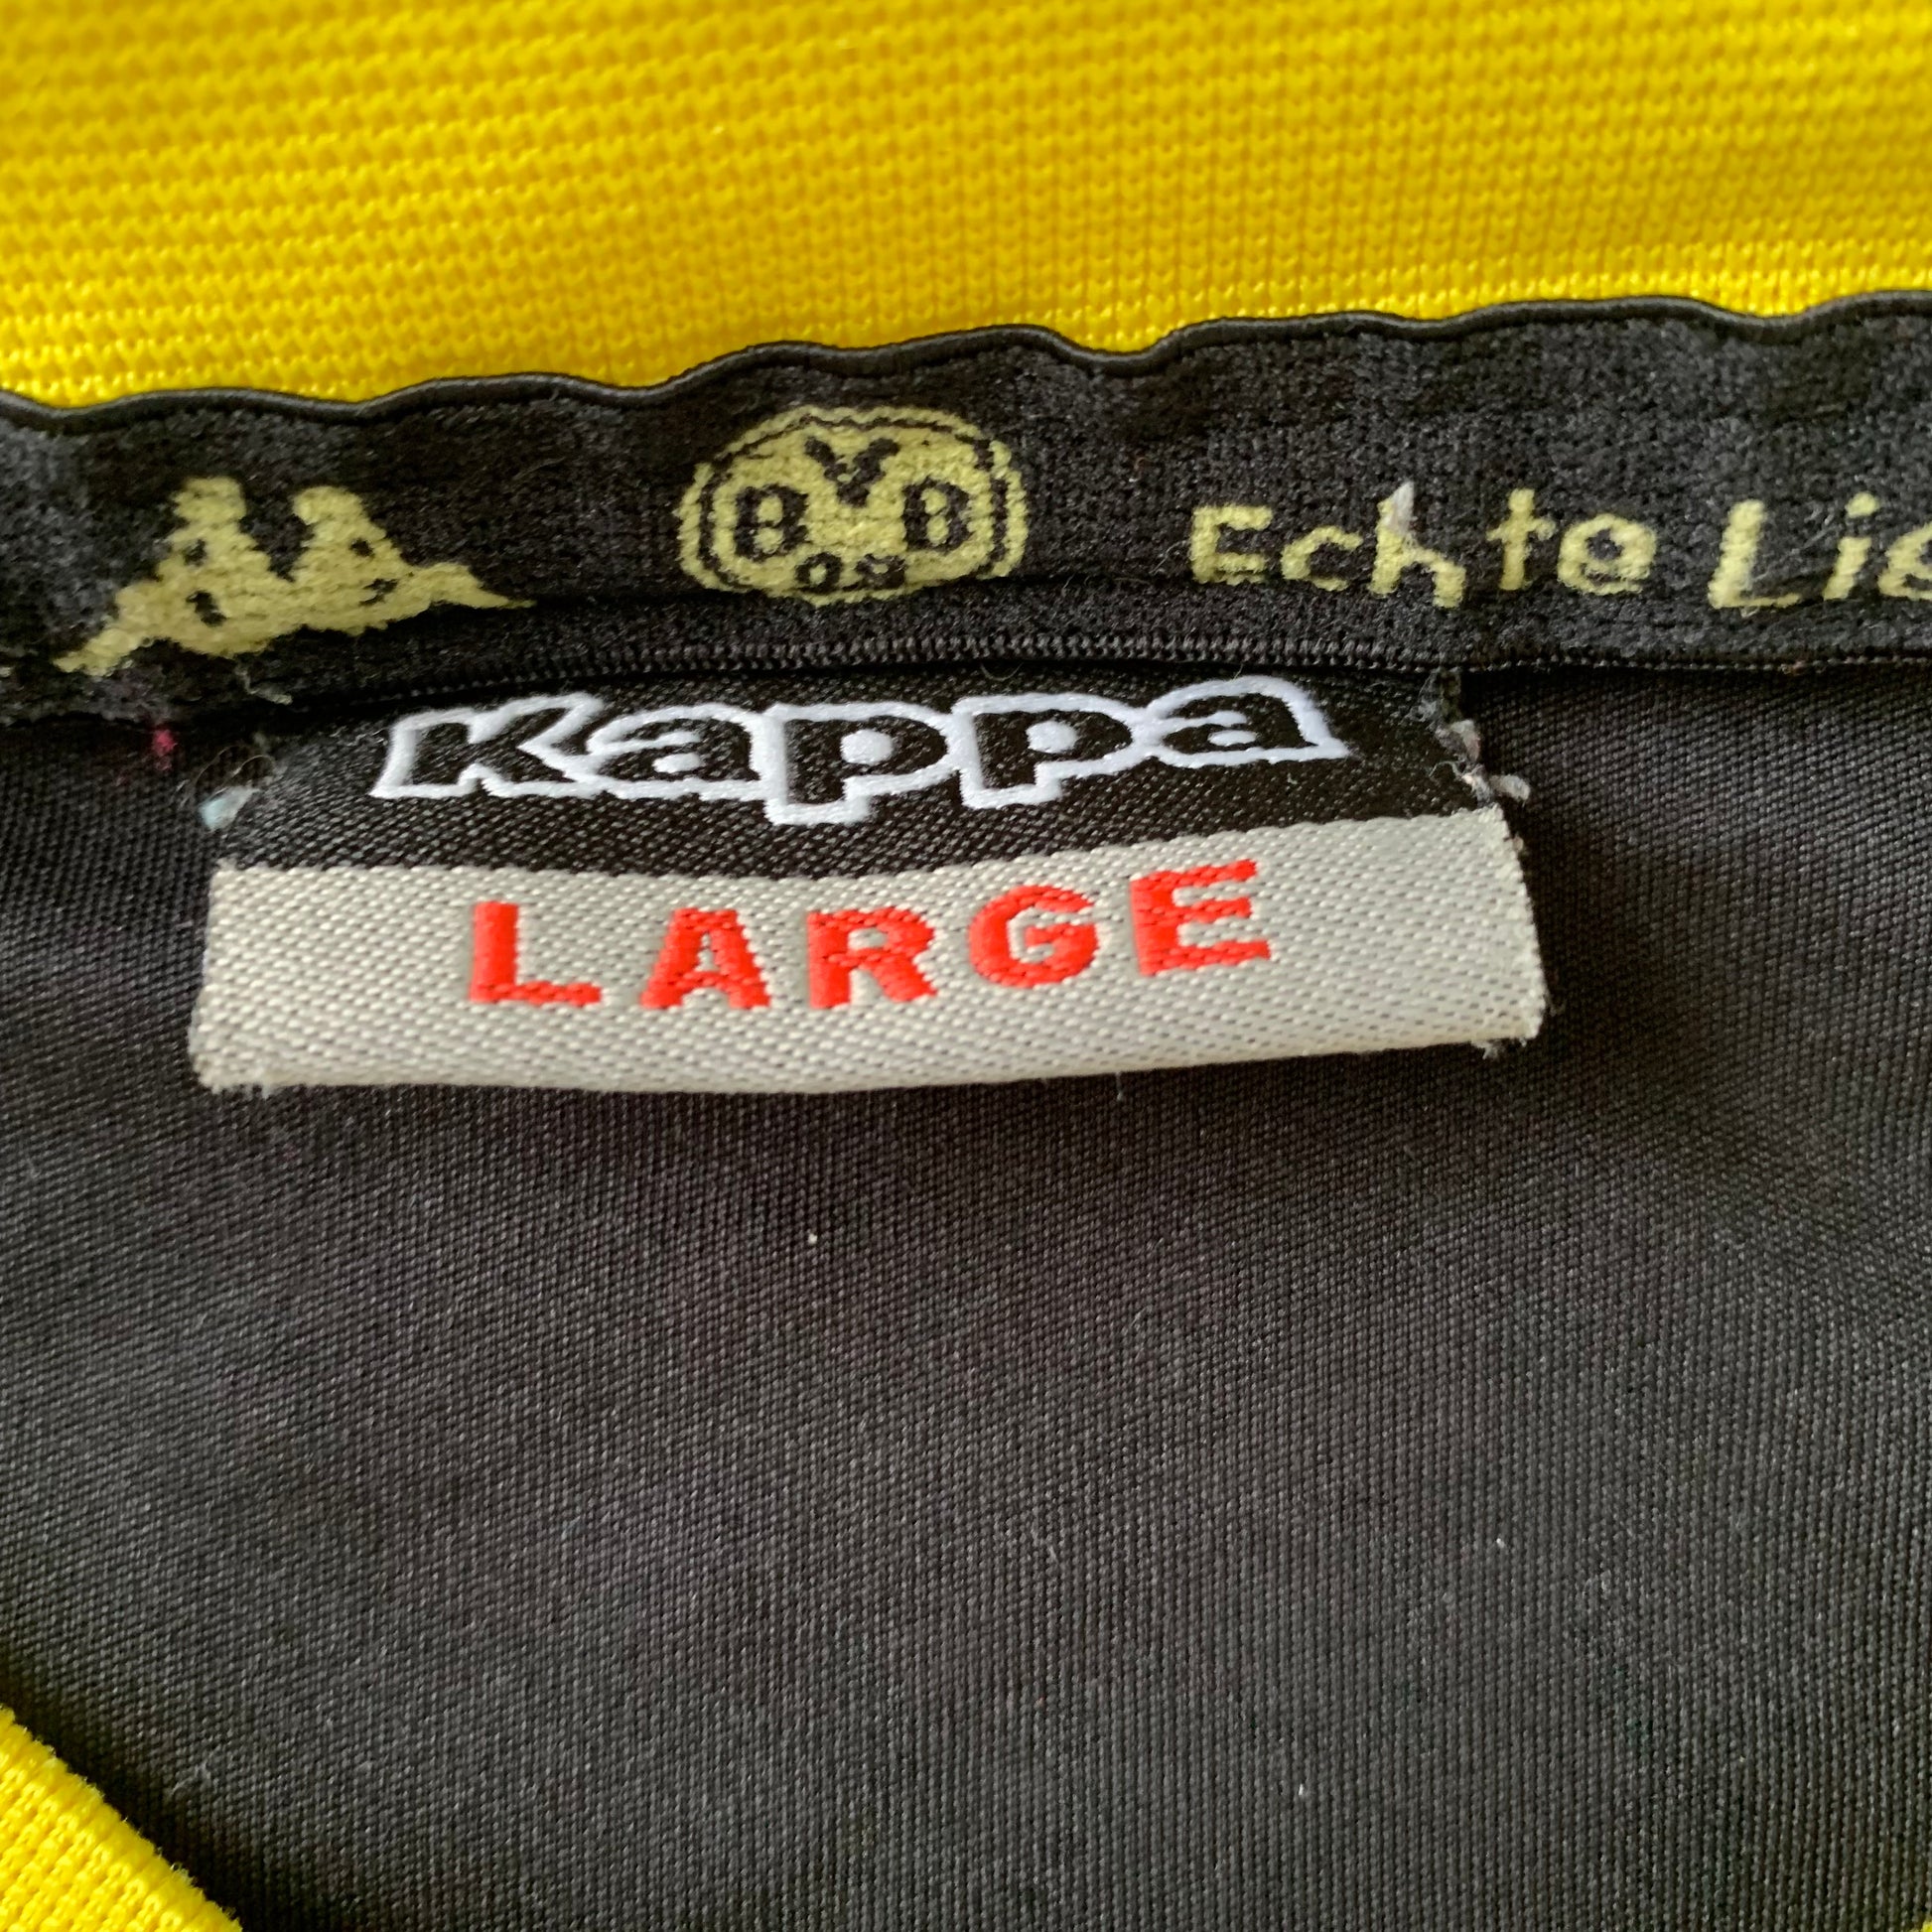 BVB 09 Echte Lie
Kappa
LARGE